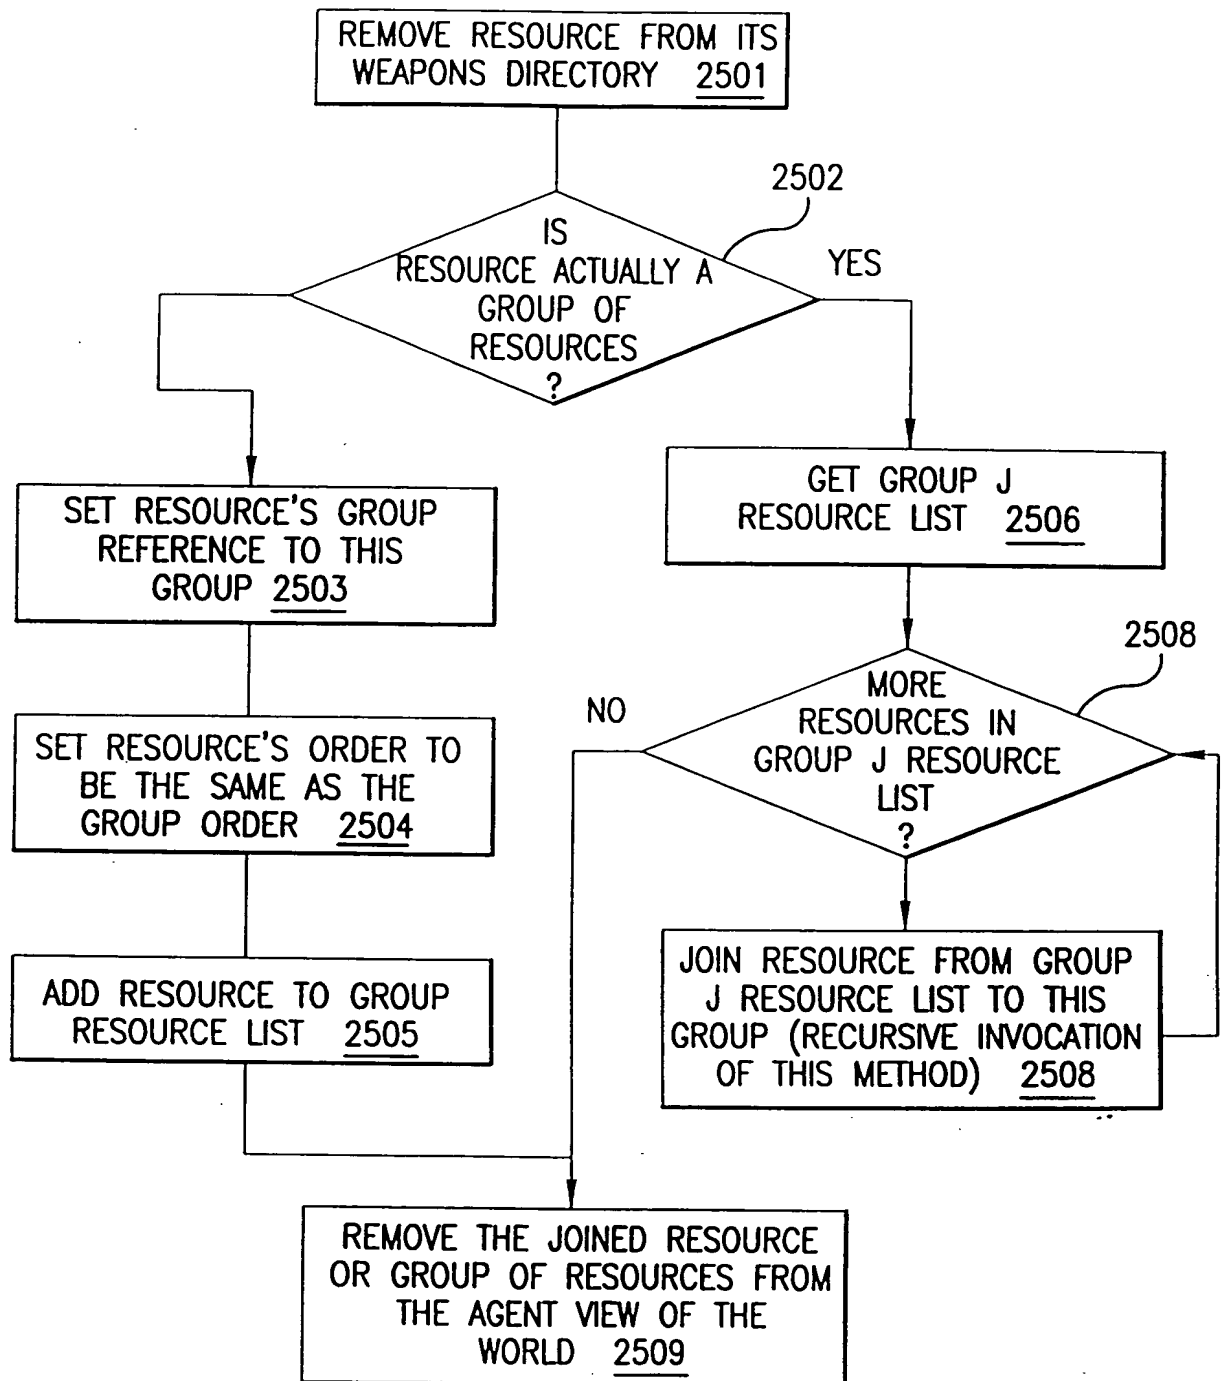 REMOVE RESOURCE FROM ITS
WEAPONS DIRECTORY 2501
2502
IS
RESOURCE ACTUALLY A
GROUP OF
RESOURCES
?
YES
SET RESOURCE'S GROUP
REFERENCE TO THIS
GROUP 2503
GET GROUP J
RESOURCE LIST 2506
SET RESOURCE'S ORDER TO
BE THE SAME AS THE
GROUP ORDER 2504
NO
2508
MORE
RESOURCES IN
GROUP J RESOURCE
LIST
?
ADD RESOURCE TO GROUP
RESOURCE LIST 2505
JOIN RESOURCE FROM GROUP
J RESOURCE LIST TO THIS
GROUP (RECURSIVE INVOCATION
OF THIS METHOD) 2508
REMOVE THE JOINED RESOURCE
OR GROUP OF RESOURCES FROM
THE AGENT VIEW OF THE
WORLD 2509